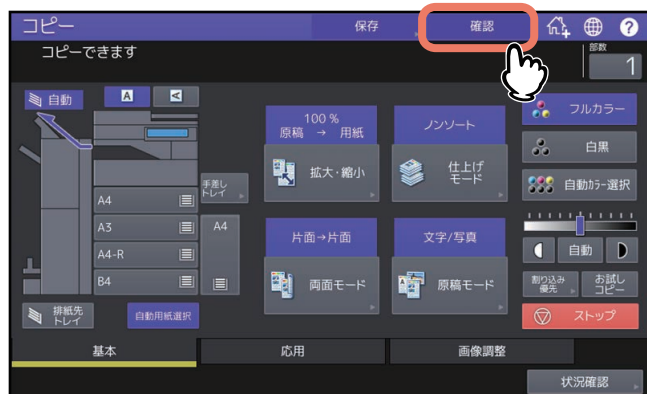 コピー
保存
確認
コピーできます
部数
1
自動
A
A
100 %
原稿 → 用紙
ノンソート
フルカラー
白黒
拡大・縮小
仕上げ
モード
自動ｶﾗｰ選択
手差し
トレイ
A4
A3
A4
A4-R
B4
片面→片面
文字/写真
自動
両面モード
原稿モード
割り込み
優先
お試し
コピー
排紙先
トレイ
自動用紙選択
ストップ
基本
応用
画像調整
状況確認